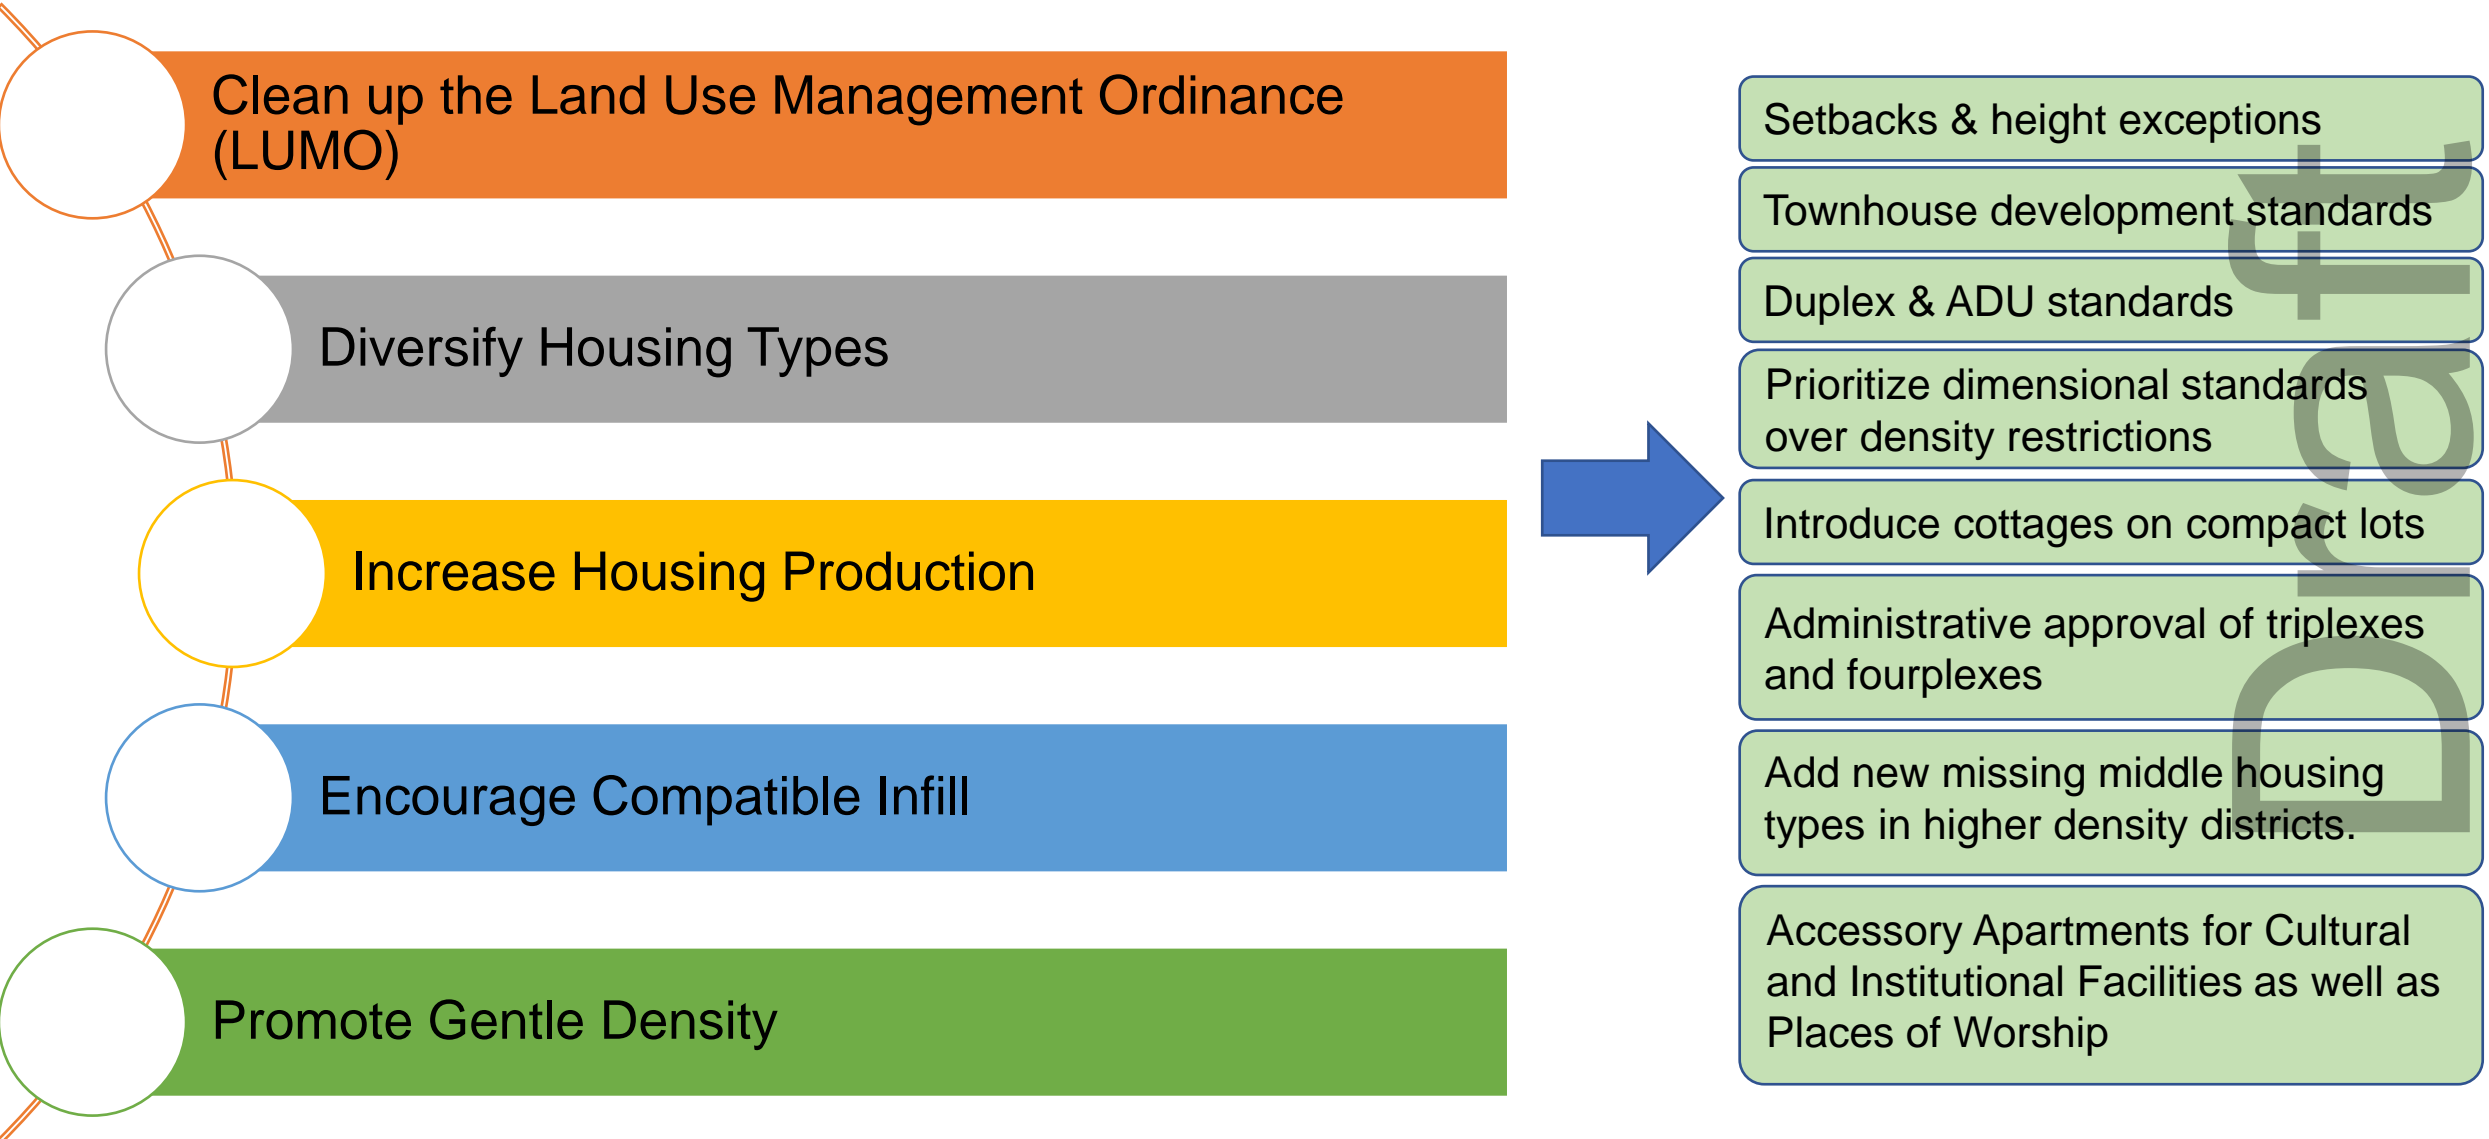 Clean up the Land Use Management Ordinance
(LUMO)
Diversify Housing Types
Increase Housing Production
Encourage Compatible Infill
Promote Gentle Density
Setbacks & height exceptions
Townhouse development standards
Duplex & ADU standards
Prioritize dimensional standards
over density restrictions
Introduce cottages on compact lots
Administrative approval of triplexes
and fourplexes
Add new missing middle housing
types in higher density districts.
Accessory Apartments for Cultural
and Institutional Facilities as well as
Places of Worship
Draft